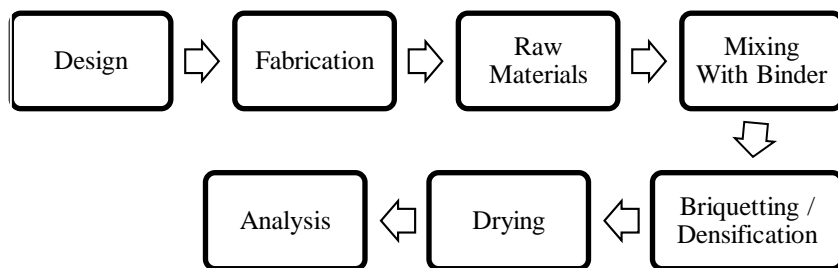 Design
Fabrication
Raw
Materials
Mixing
With Binder
Briquetting /
Densification
Drying
Analysis